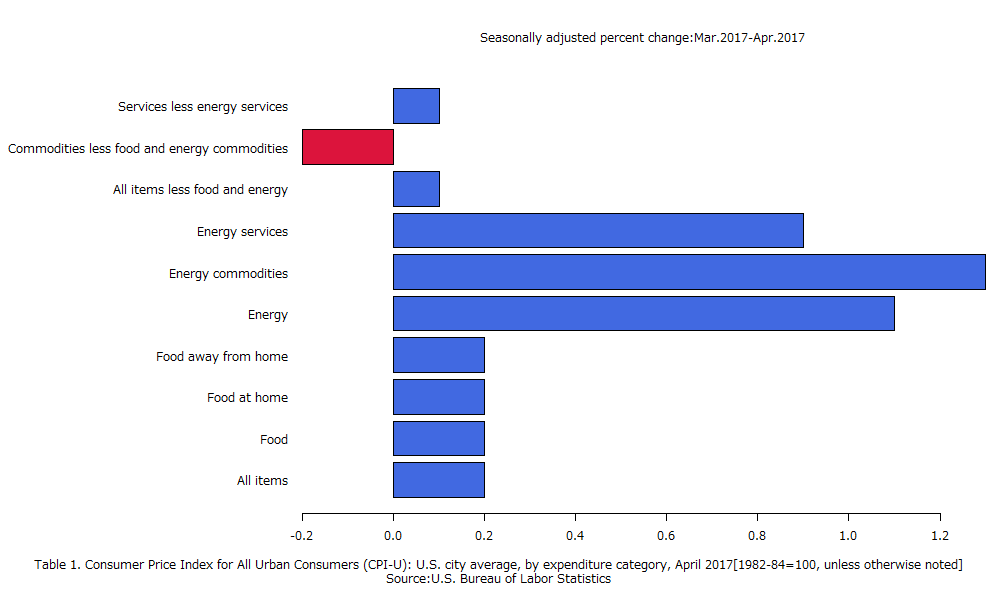 Seasonally adjusted percent change:Mar.2017-Apr.2017
Services less energy services
Commodities less food and energy commodities
All items less food and energy
Energy services
Energy commodities
Energy
Food away from home
Food at home
Food
All items
-0.2 0.0 0.2 0.4 0.6 0.8 1.0 1.2
Table 1. Consumer Price Index for All Urban Consumers (CPI-U): U.S. city average, by expenditure category, April 2017[1982-84=100, unless otherwise noted]
Source:U.S. Bureau of Labor Statistics